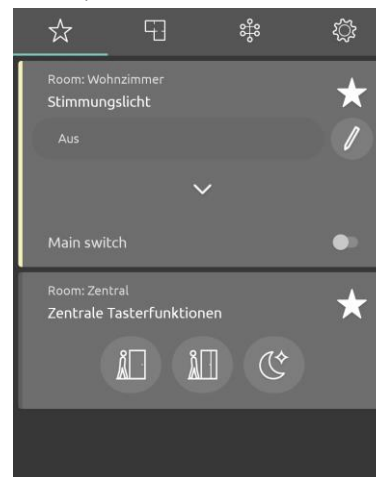 Room: Wohnzimmer
Stimmungslicht
Aus
Main switch
Room: Zentral
Zentrale Tasterfunktionen